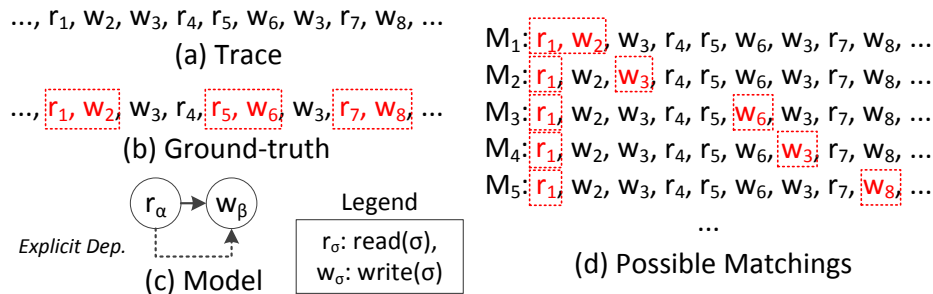 ..., r₁, w₂, w₃, r₄, r₅, w₆, w₃, r₇, w₈, ...
(a) Trace
..., r₁, w₂, w₃, r₄, r₅, w₆, w₃, r₇, w₈, ...
(b) Ground-truth
r_α w_β
Explicit Dep.
(c) Model
Legend
r_σ: read(σ),
w_σ: write(σ)
M₁: r₁, w₂, w₃, r₄, r₅, w₆, w₃, r₇, w₈, ...
M₂: r₁, w₂, w₃, r₄, r₅, w₆, w₃, r₇, w₈, ...
M₃: r₁, w₂, w₃, r₄, r₅, w₆, w₃, r₇, w₈, ...
M₄: r₁, w₂, w₃, r₄, r₅, w₆, w₃, r₇, w₈, ...
M₅: r₁, w₂, w₃, r₄, r₅, w₆, w₃, r₇, w₈, ...
...
(d) Possible Matchings